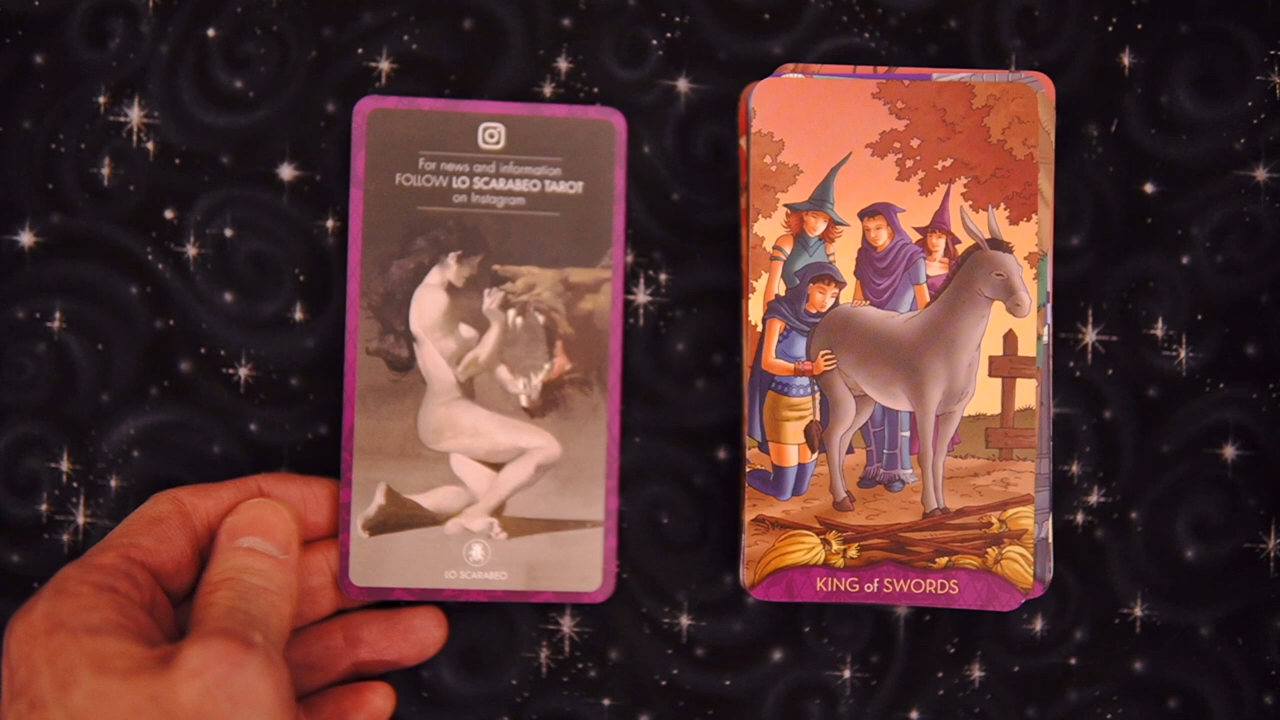 For news and information
FOLLOW LO SCARABEO TAROT
on Instagram
LO SCARABEO
KING of SWORDS